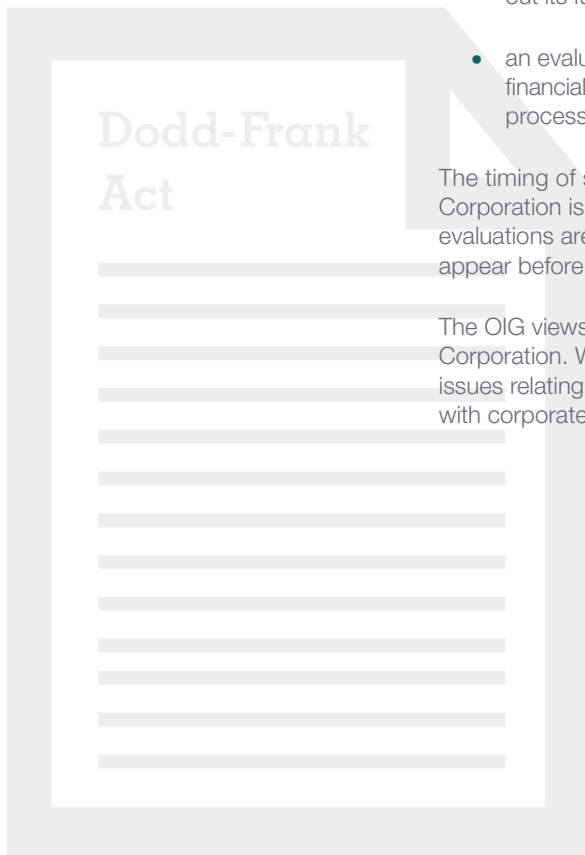 Dodd-Frank
Act
• an
financial
process
The timing of
Corporation is
evaluations are
appear before
The OIG views
Corporation.
issues relating
with corporate